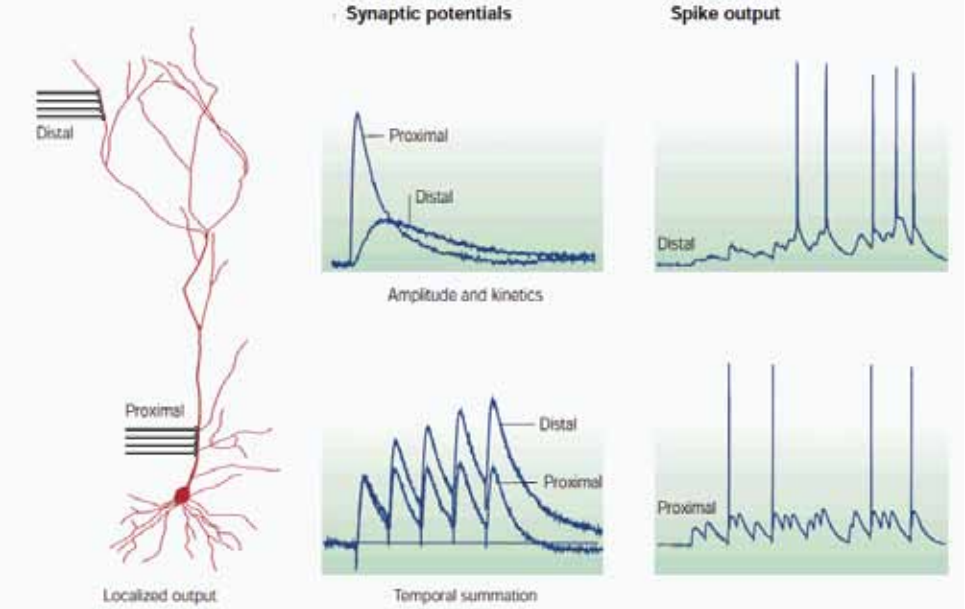 Synaptic potentials
Spike output
Distal
Proximal
Distal
Distal
Amplitude and kinetics
Proximal
Distal
Proximal
Proximal
Localized output
Temporal summation